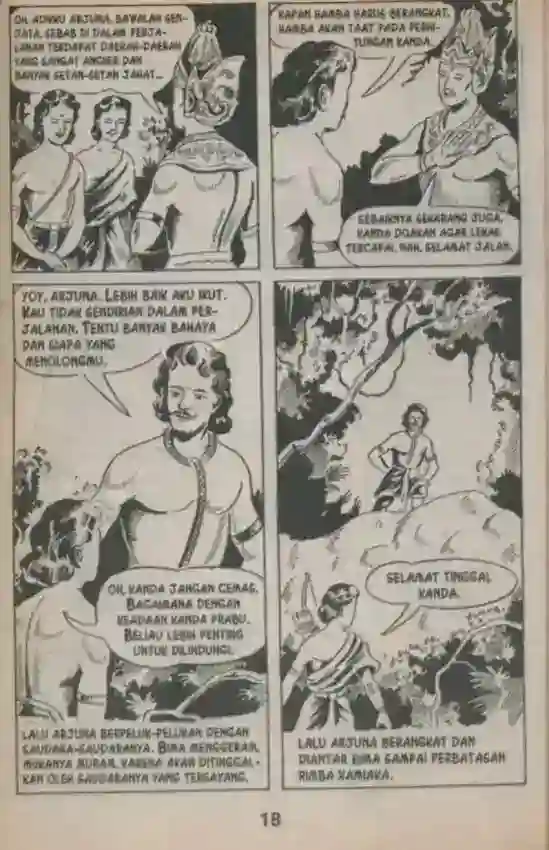 OH, ADIKU ARJUNA, BAWALAH SEN-
JATA, SEBAB DI DALAM PERJA-
LANAN TERDAPAT DAERAH-DAERAH
YANG SANGAT ANGKER DAN
BANYAK SETAN-SETAN JAHAT...
KAPAN HAMBA HARUS BERANGKAT,
HAMBA AKAN TAAT PADA PERHI-
TUNGAN KANDA.
SEBAIKNYA SEKARANG JUGA,
KANDA DOAKAN AGAR LEKAS
TERCAPAI. NAH, SELAMAT JALAN.
YOY, ARJUNA. LEBIH BAIK AKU IKUT.
KAU TIDAK SENDIRIAN DALAM PER-
JALANAN. TENTU BANYAK BAHAYA
DAN SIAPA YANG
MENOLONGMU.
OH, KANDA JANGAN CEMAS.
BAGAIMANA DENGAN
KEADAAN KANDA PRABU.
BELIAU LEBIH PENTING
UNTUK DILINDUNGI.
LALU ARJUNA BERPELUK-PELUKAN DENGAN
SAUDARA-SAUDARANYA. BIMA MENGGERAM,
MUKANYA MURAM, KARENA AKAN DITINGGAL-
KAN OLEH SAUDARANYA YANG TERSAYANG.
SELAMAT TINGGAL
KANDA.
LALU ARJUNA BERANGKAT DAN
DIANTAR BIMA SAMPAI PERBATASAN
RIMBA KAMIAKA.
18